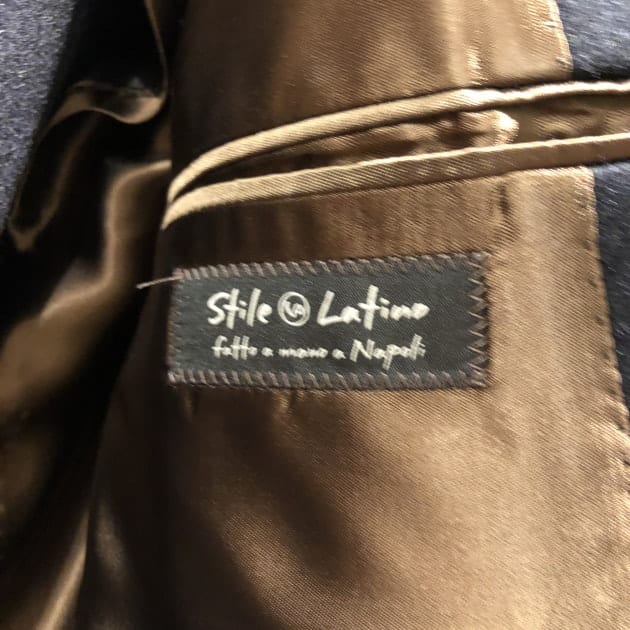 Stile Latino
fatto a mano a Napoli